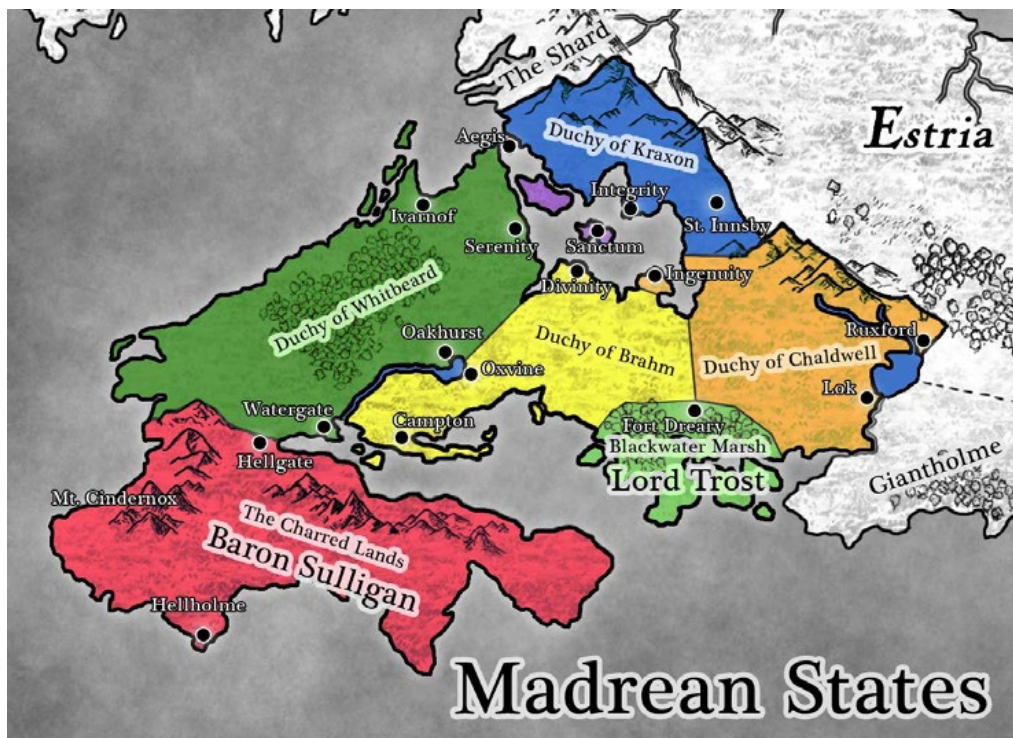 The Shard
Estria
Aegis
Duchy of Kraxon
Integrity
Ivarnof
St. Innsby
Serenity
Sanctum
Ingenuity
Divinity
Duchy of Whitbeard
Oakhurst
Duchy of Brahm
Ruxford
Duchy of Chaldwell
Oxvine
Lok
Watergate
Campton
Fort Dreary
Blackwater Marsh
Hellgate
Lord Trost
Giantholme
Mt. Cindernox
The Charred Lands
Baron Sulligan
Hellholme
Madrean States